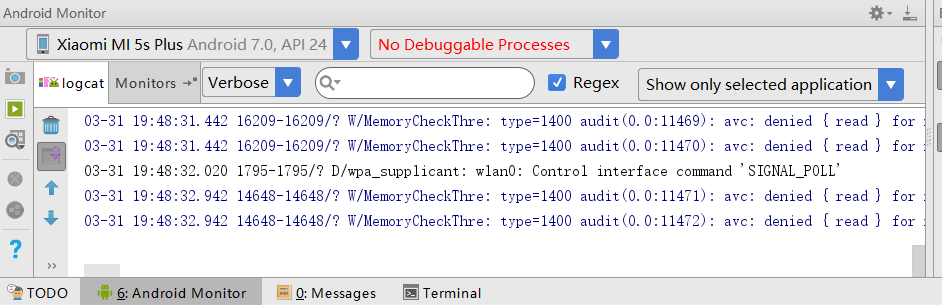 Android Monitor
Xiaomi MI 5s Plus Android 7.0, API 24 No Debuggable Processes
logcat Monitors Verbose Regex Show only selected application
03-31 19:48:31.442 16209-16209/? W/MemoryCheckThre: type=1400 audit(0.0:11469): avc: denied { read } for
03-31 19:48:31.442 16209-16209/? W/MemoryCheckThre: type=1400 audit(0.0:11470): avc: denied { read } for
03-31 19:48:32.020 1795-1795/? D/wpa_supplicant: wlan0: Control interface command 'SIGNAL_POLL'
03-31 19:48:32.942 14648-14648/? W/MemoryCheckThre: type=1400 audit(0.0:11471): avc: denied { read } for
03-31 19:48:32.942 14648-14648/? W/MemoryCheckThre: type=1400 audit(0.0:11472): avc: denied { read } for
TODO 6: Android Monitor 0: Messages Terminal